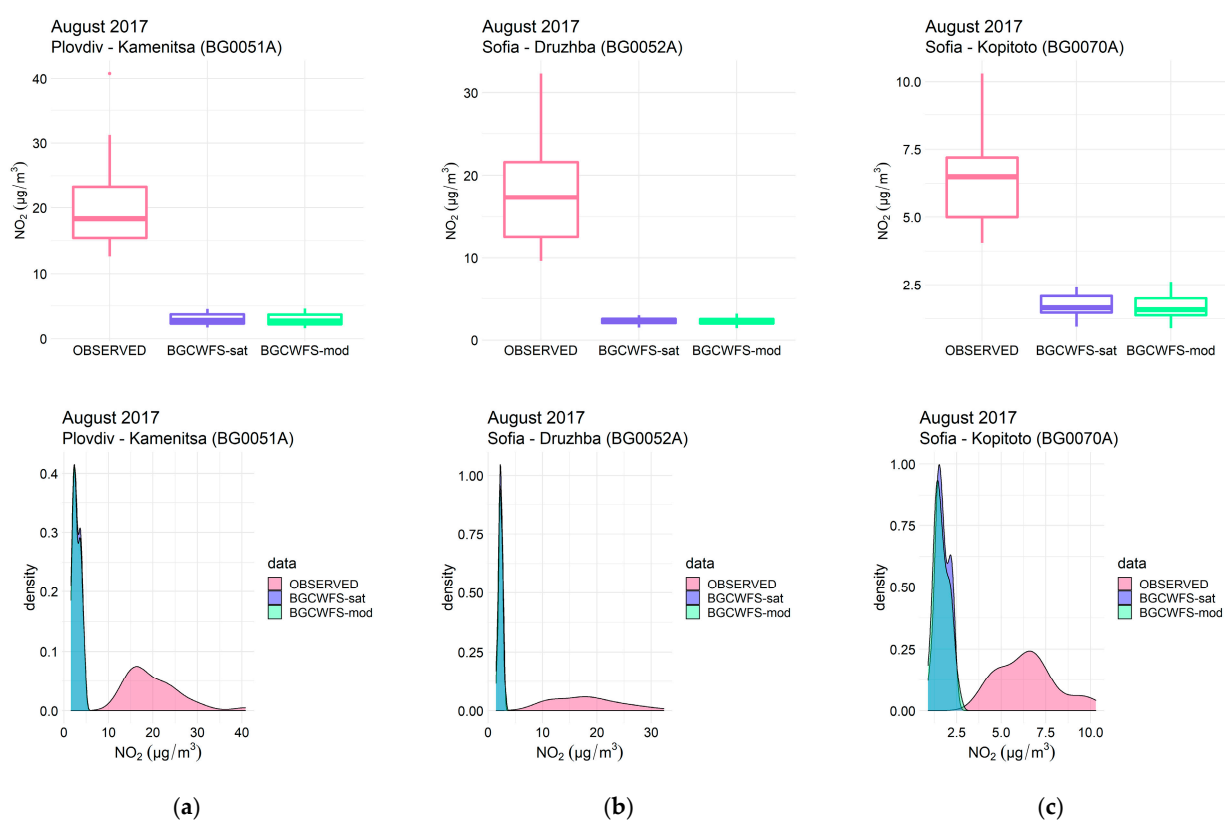 August 2017
Plovdiv - Kamenitsa (BG0051A)
40
30
20
10
0
NO₂ (µg/m³)
OBSERVED BGCWFS-sat BGCWFS-mod
August 2017
Sofia - Druzhba (BG0052A)
30
20
10
0
NO₂ (µg/m³)
OBSERVED BGCWFS-sat BGCWFS-mod
August 2017
Sofia - Kopitoto (BG0070A)
10.0
7.5
5.0
2.5
NO₂ (µg/m³)
OBSERVED BGCWFS-sat BGCWFS-mod
August 2017
Plovdiv - Kamenitsa (BG0051A)
0.4
0.3
0.2
0.1
0.0
density
0 10 20 30 40
NO₂ (µg/m³)
data
OBSERVED
BGCWFS-sat
BGCWFS-mod
August 2017
Sofia - Druzhba (BG0052A)
1.00
0.75
0.50
0.25
0.00
density
0 10 20 30
NO₂ (µg/m³)
data
OBSERVED
BGCWFS-sat
BGCWFS-mod
August 2017
Sofia - Kopitoto (BG0070A)
1.00
0.75
0.50
0.25
0.00
density
2.5 5.0 7.5 10.0
NO₂ (µg/m³)
data
OBSERVED
BGCWFS-sat
BGCWFS-mod
(a) (b) (c)